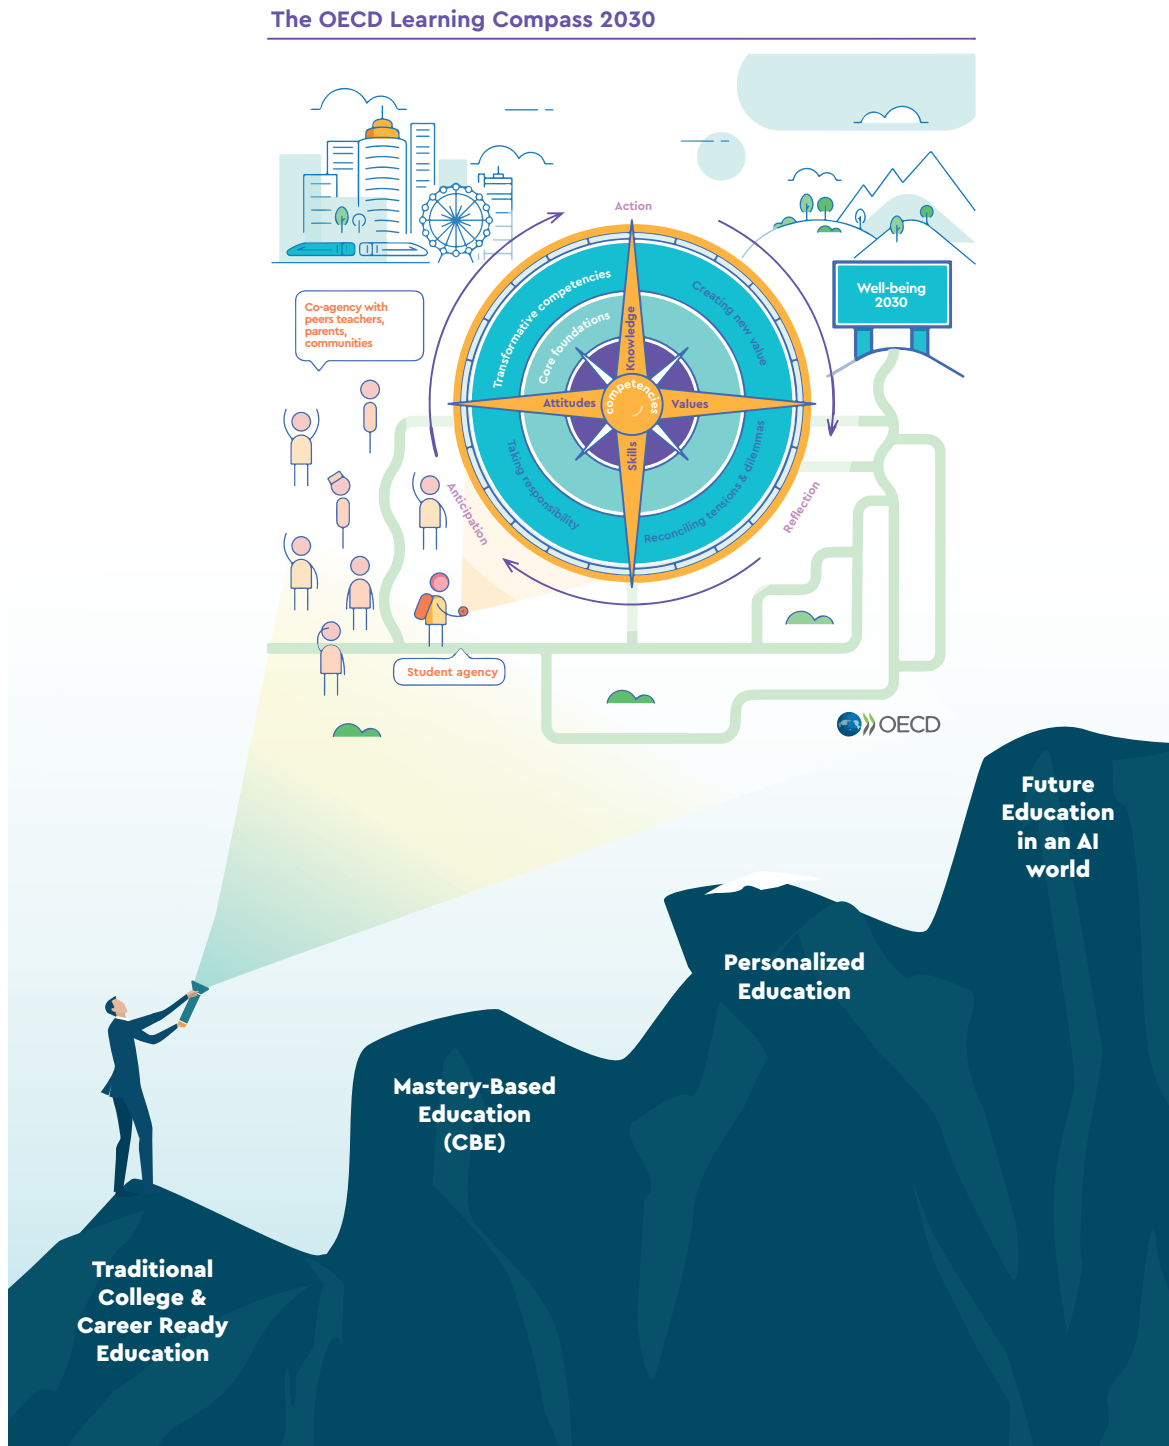 The OECD Learning Compass 2030
Action
Well-being
2030
Co-agency with
peers teachers,
parents,
communities
Transformative competencies
Creating new value
Core foundations
Knowledge
competencies
Attitudes
Values
Skills
Taking responsibility
Reconciling tensions & dilemmas
Anticipation
Reflection
Student agency
OECD
Future
Education
in an AI
world
Personalized
Education
Mastery-Based
Education
(CBE)
Traditional
College &
Career Ready
Education